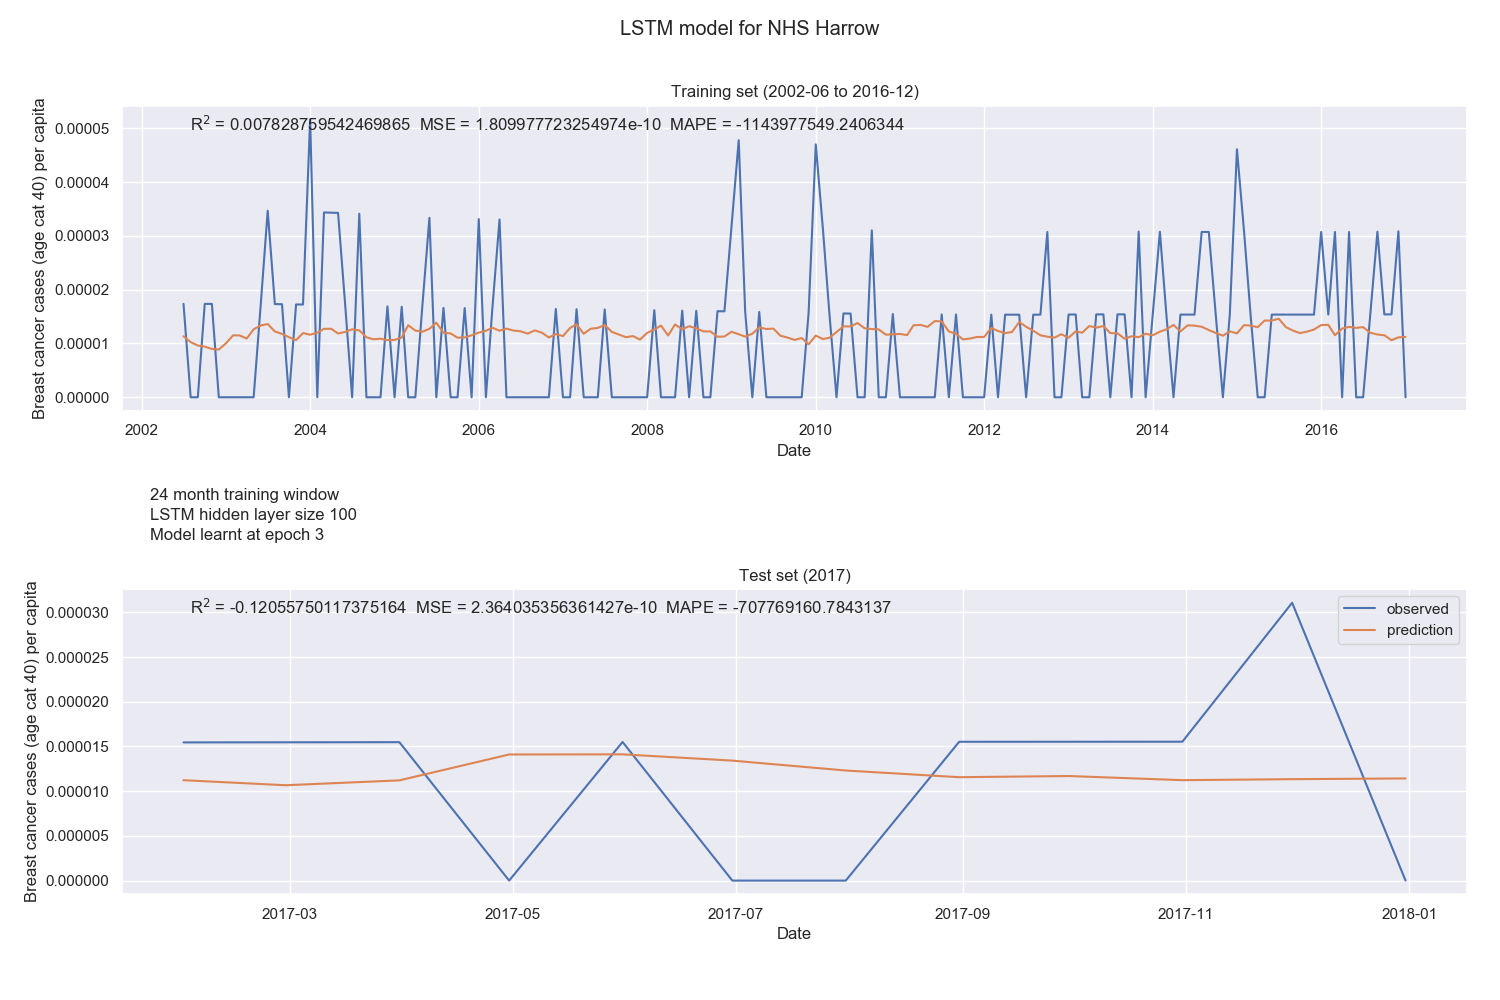 LSTM model for NHS Harrow
Training set (2002-06 to 2016-12)
R² = 0.007828759542469865 MSE = 1.809977723254974e-10 MAPE = -1143977549.2406344
Breast cancer cases (age cat 40) per capita
0.00005
0.00004
0.00003
0.00002
0.00001
0.00000
2002 2004 2006 2008 2010 2012 2014 2016
Date
24 month training window
LSTM hidden layer size 100
Model learnt at epoch 3
Test set (2017)
R² = -0.12055750117375164 MSE = 2.364035356361427e-10 MAPE = -707769160.7843137
observed
prediction
Breast cancer cases (age cat 40) per capita
0.000030
0.000025
0.000020
0.000015
0.000010
0.000005
0.000000
2017-03 2017-05 2017-07 2017-09 2017-11 2018-01
Date